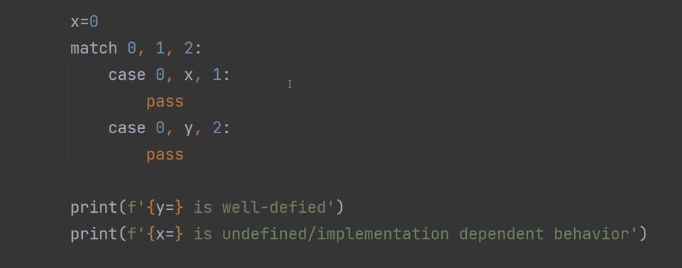 x=0
match 0, 1, 2:
case 0, x, 1:
pass
case 0, y, 2:
pass
print(f'{y=} is well-defied')
print(f'{x=} is undefined/implementation dependent behavior')